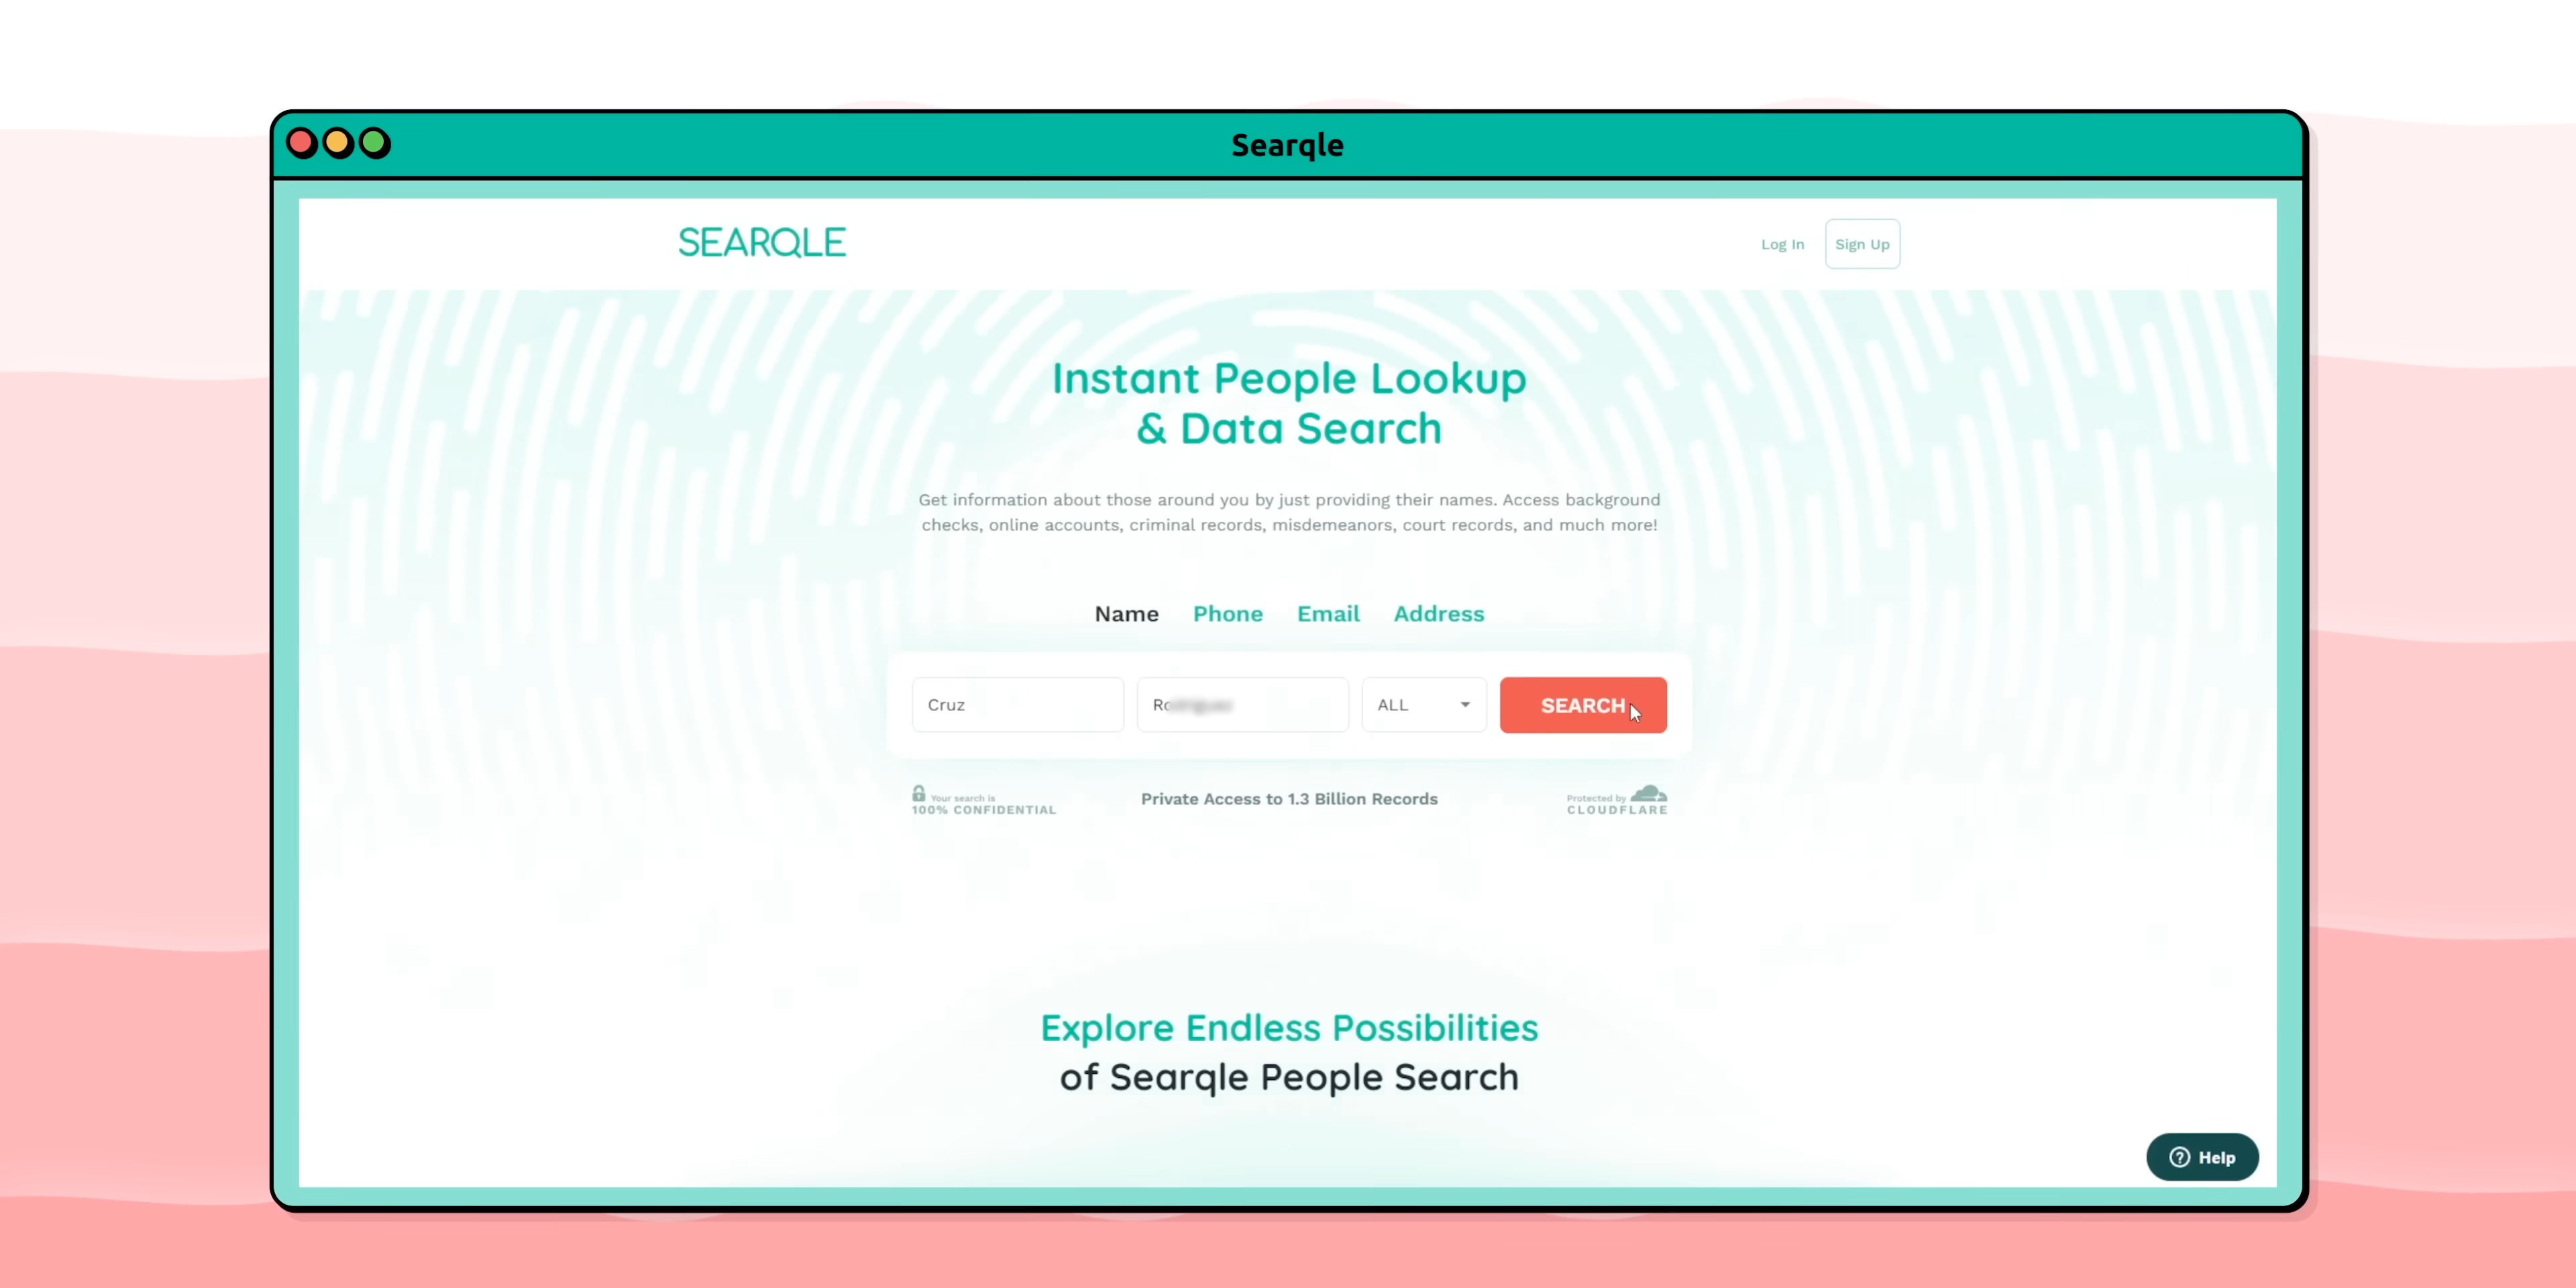 Searqle
SEARQLE
Log In
Sign Up
Instant People Lookup
& Data Search
Get information about those around you by just providing their names. Access background
checks, online accounts, criminal records, misdemeanors, court records, and much more!
Name Phone Email Address
Cruz
ALL
SEARCH
Your search is
100% CONFIDENTIAL
Private Access to 1.3 Billion Records
Protected by
CLOUDFLARE
Explore Endless Possibilities
of Searqle People Search
Help